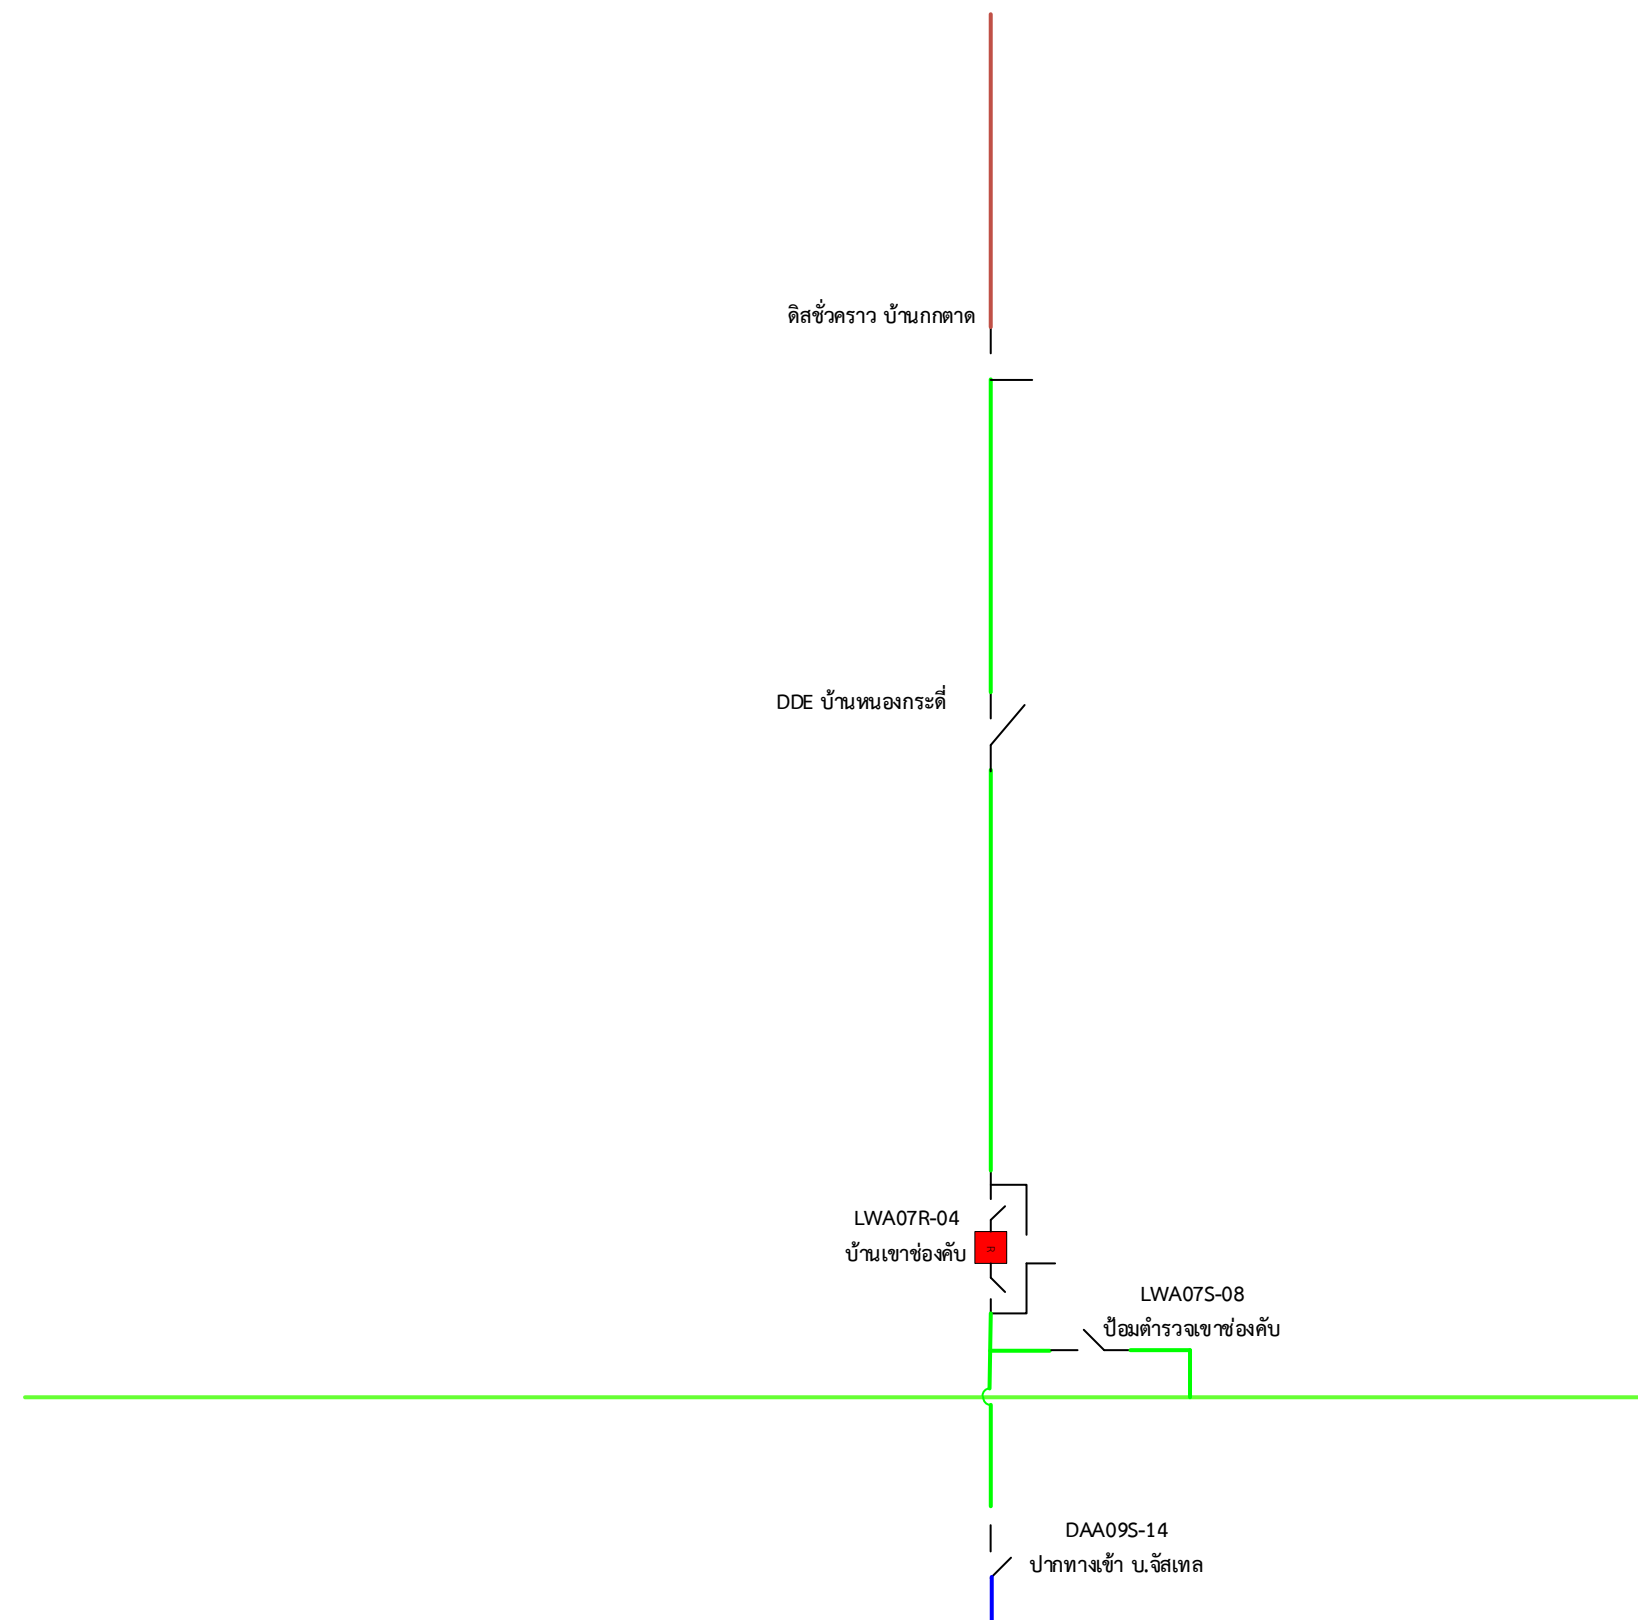 ดิสชั่วคราว บ้านกกตาด
DDE บ้านหนองกระดี่
LWA07R-04
บ้านเขาช่องคับ
LWA07S-08
ป้อมตำรวจเขาช่องคับ
DAA09S-14
ปากทางเข้า บ.จัสเทล